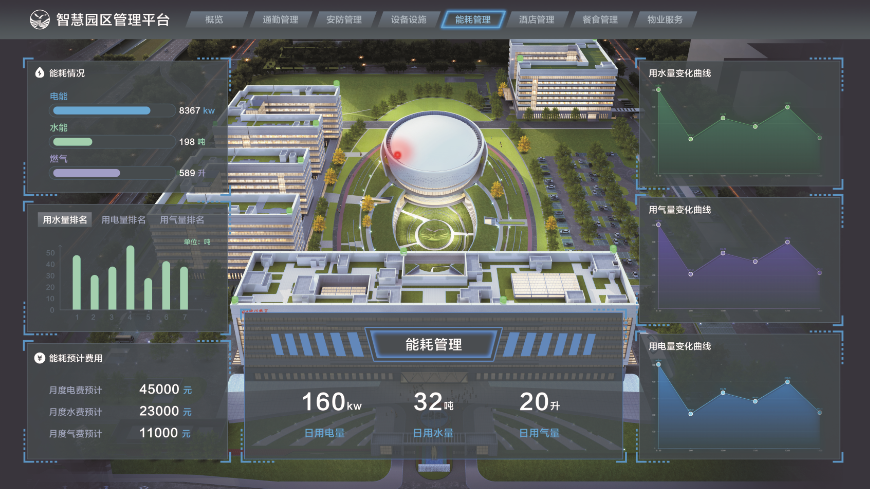 智慧园区管理平台
概览 通勤管理 安防管理 设备设施 能耗管理 酒店管理 餐食管理 物业服务
能耗情况
电能
8367 kw
水能
198 吨
燃气
589 升
用水量排名 用电量排名 用气量排名
单位：吨
50
40
30
20
10
0
1 2 3 4 5 6 7
¥ 能耗预计费用
月度电费预计 45000 元
月度水费预计 23000 元
月度气费预计 11000 元
能耗管理
160kw 32吨 20升
日用电量 日用水量 日用气量
用水量变化曲线
用气量变化曲线
用电量变化曲线